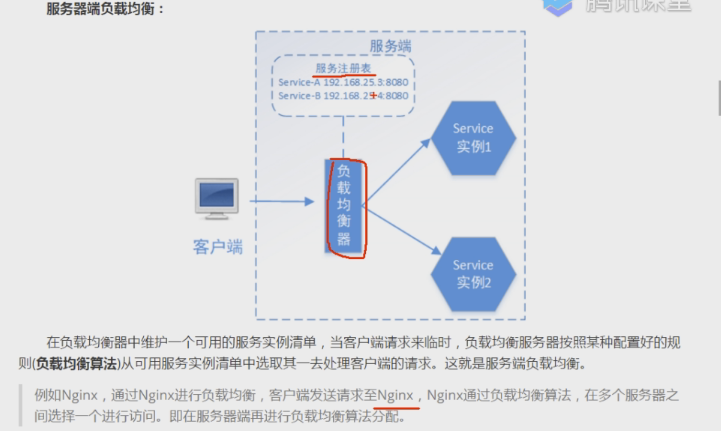 服务器端负载均衡：
腾讯课堂
服务端
服务注册表
Service-A 192.168.25.3:8080
Service-B 192.168.25.4:8080
Service
实例1
负
载
均
衡
器
客户端
Service
实例2
在负载均衡器中维护一个可用的服务实例清单，当客户端请求来临时，负载均衡服务器按照某种配置好的规
则(负载均衡算法)从可用服务实例清单中选取其一去处理客户端的请求。这就是服务端负载均衡。
例如Nginx，通过Nginx进行负载均衡，客户端发送请求至Nginx，Nginx通过负载均衡算法，在多个服务器之
间选择一个进行访问。即在服务器端再进行负载均衡算法分配。